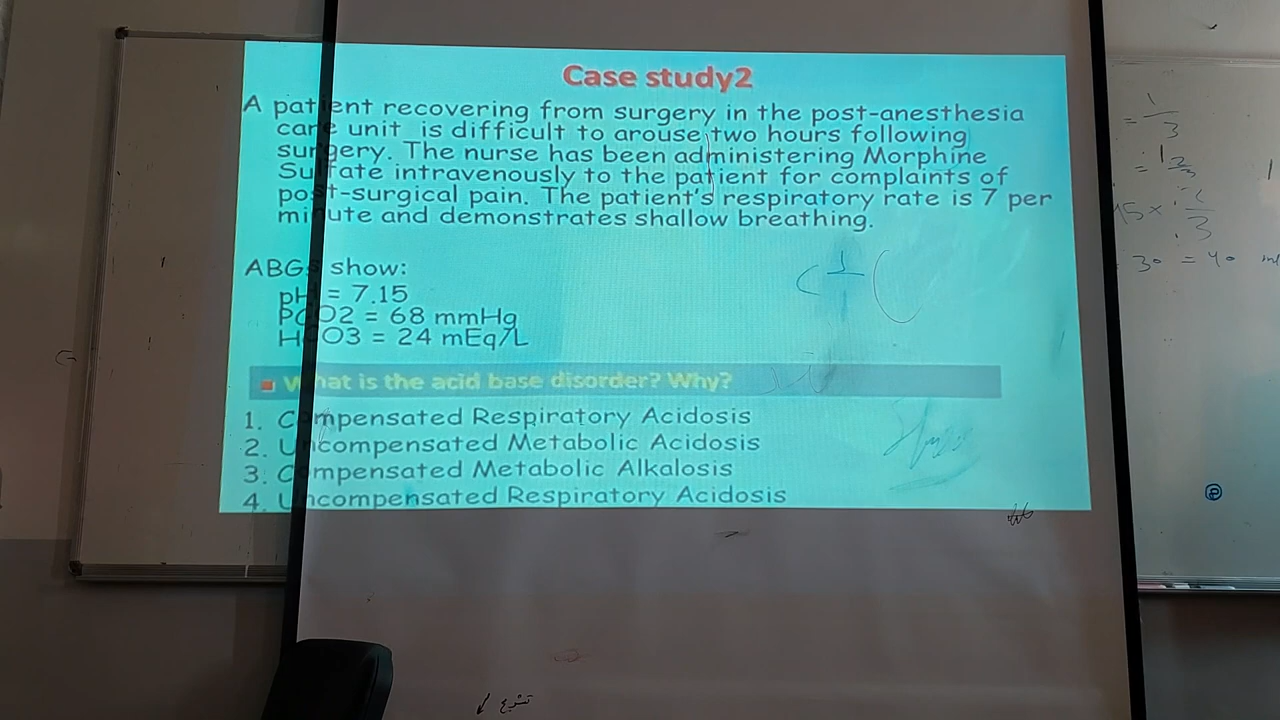 Case study2
A patient recovering from surgery in the post-anesthesia
care unit is difficult to arouse two hours following
surgery. The nurse has been administering Morphine
Sulfate intravenously to the patient for complaints of
post-surgical pain. The patient's respiratory rate is 7 per
minute and demonstrates shallow breathing.
ABGs show:
pH = 7.15
PCO2 = 68 mmHg
HCO3 = 24 mEq/L
What is the acid base disorder? Why?
1. Compensated Respiratory Acidosis
2. Uncompensated Metabolic Acidosis
3. Compensated Metabolic Alkalosis
4. Uncompensated Respiratory Acidosis
30 = 40